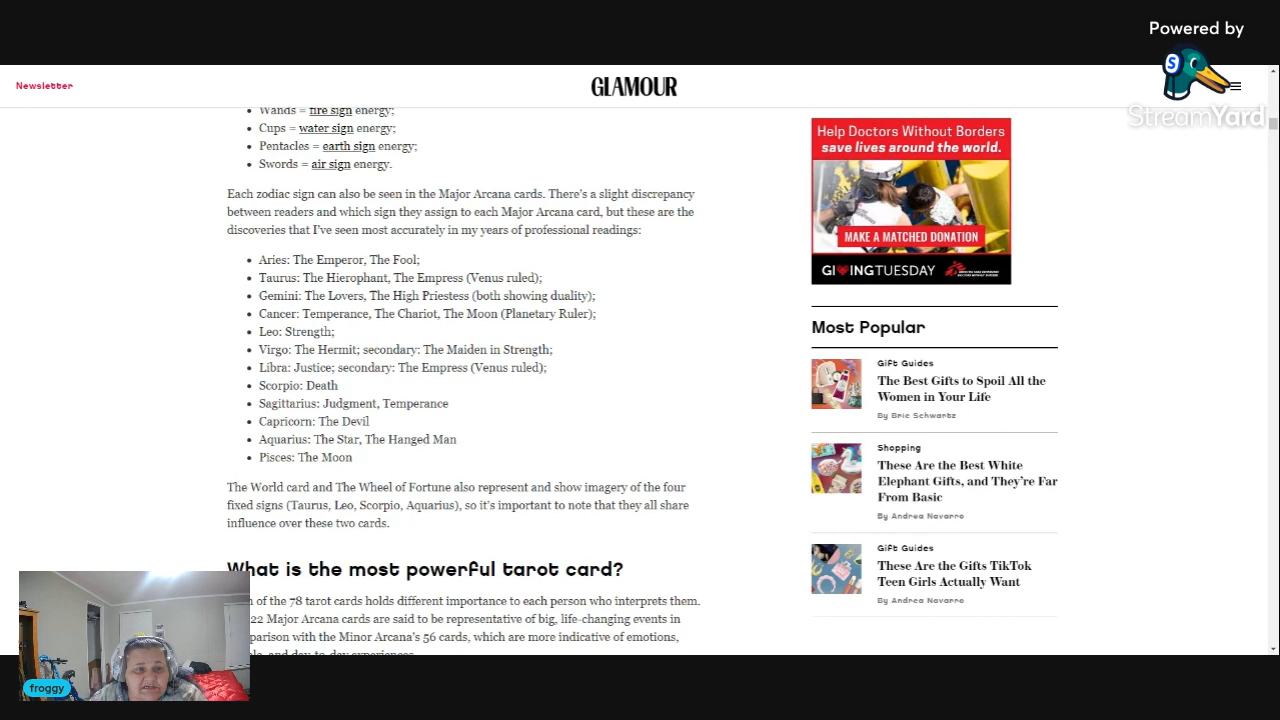 Powered by
StreamYard
Newsletter
GLAMOUR
Wands = fire sign energy;
Cups = water sign energy;
Pentacles = earth sign energy;
Swords = air sign energy.
Each zodiac sign can also be seen in the Major Arcana cards. There's a slight discrepancy
between readers and which sign they assign to each Major Arcana card, but these are the
discoveries that I've seen most accurately in my years of professional readings:
Aries: The Emperor, The Fool;
Taurus: The Hierophant, The Empress (Venus ruled);
Gemini: The Lovers, The High Priestess (both showing duality);
Cancer: Temperance, The Chariot, The Moon (Planetary Ruler);
Leo: Strength;
Virgo: The Hermit; secondary: The Maiden in Strength;
Libra: Justice; secondary: The Empress (Venus ruled);
Scorpio: Death
Sagittarius: Judgment, Temperance
Capricorn: The Devil
Aquarius: The Star, The Hanged Man
Pisces: The Moon
The World card and The Wheel of Fortune also represent and show imagery of the four
fixed signs (Taurus, Leo, Scorpio, Aquarius), so it's important to note that they all share
influence over these two cards.
What is the most powerful tarot card?
of the 78 tarot cards holds different importance to each person who interprets them.
22 Major Arcana cards are said to be representative of big, life-changing events in
with the Minor Arcana's 56 cards, which are more indicative of emotions,
and day-to-day experiences.
froggy
Help Doctors Without Borders
save lives around the world.
MAKE A MATCHED DONATION
GIVINGTUESDAY
Most Popular
Gift Guides
The Best Gifts to Spoil All the
Women in Your Life
By Brie Schwartz
Shopping
These Are the Best White
Elephant Gifts, and They're Far
From Basic
By Andrea Navarro
Gift Guides
These Are the Gifts TikTok
Teen Girls Actually Want
By Andrea Navarro